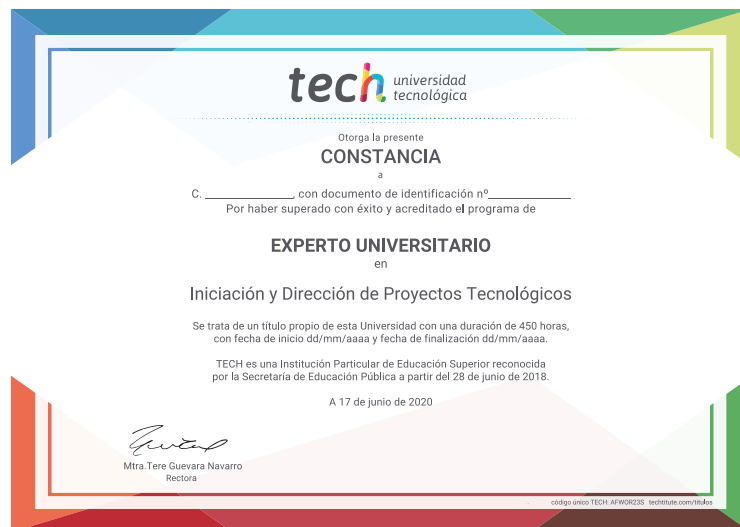 tech universidad
tecnológica
Otorga la presente
CONSTANCIA
a
C. ______________, con documento de identificación nº_____________
Por haber superado con éxito y acreditado el programa de
EXPERTO UNIVERSITARIO
en
Iniciación y Dirección de Proyectos Tecnológicos
Se trata de un título propio de esta Universidad con una duración de 450 horas,
con fecha de inicio dd/mm/aaaa y fecha de finalización dd/mm/aaaa.
TECH es una Institución Particular de Educación Superior reconocida
por la Secretaría de Educación Pública a partir del 28 de junio de 2018.
A 17 de junio de 2020
Mtra.Tere Guevara Navarro
Rectora
código único TECH: AFWOR23S techtitute.com/titulos